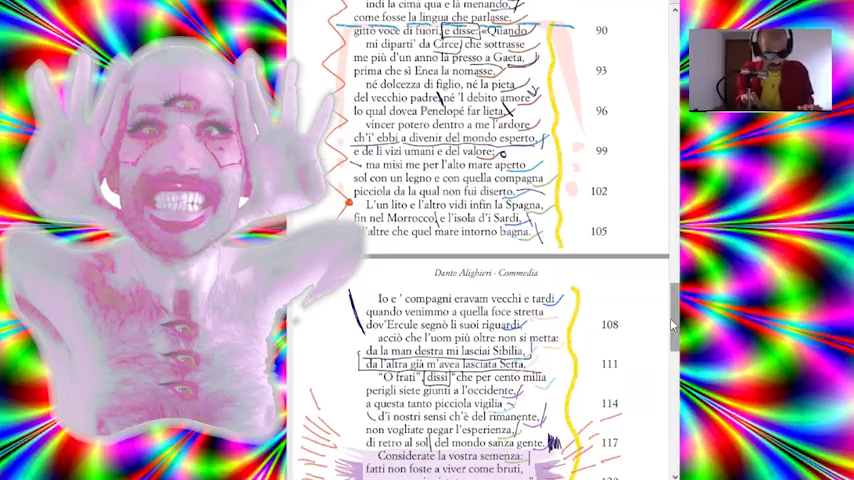 indi la cima qua e là menando,
come fosse la lingua che parlasse,
gittò voce di fuori, e disse: «Quando
90
mi diparti' da Circe, che sottrasse
me più d'un anno là presso a Gaeta,
prima che sì Enea la nomasse,
93
né dolcezza di figlio, né la pieta
del vecchio padre, né 'l debito amore
lo qual dovea Penelopé far lieta,
96
vincer potero dentro a me l'ardore
ch'i' ebbi a divenir del mondo esperto,
e de li vizi umani e del valore;
99
ma misi me per l'alto mare aperto
sol con un legno e con quella compagna
picciola da la qual non fui diserto.
102
L'un lito e l'altro vidi infin la Spagna,
fin nel Morrocco, e l'isola d'i Sardi,
l'altre che quel mare intorno bagna.
105
Dante Alighieri - Commedia
Io e ' compagni eravam vecchi e tardi
quando venimmo a quella foce stretta
dov'Ercule segnò li suoi riguardi,
108
acciò che l'uom più oltre non si metta:
da la man destra mi lasciai Sibilia,
da l'altra già m'avea lasciata Setta.
111
"O frati", dissi "che per cento milia
perigli siete giunti a l'occidente,
a questa tanto picciola vigilia
114
d'i nostri sensi ch'è del rimanente,
non vogliate negar l'esperienza,
di retro al sol, del mondo sanza gente.
117
Considerate la vostra semenza:
fatti non foste a viver come bruti,